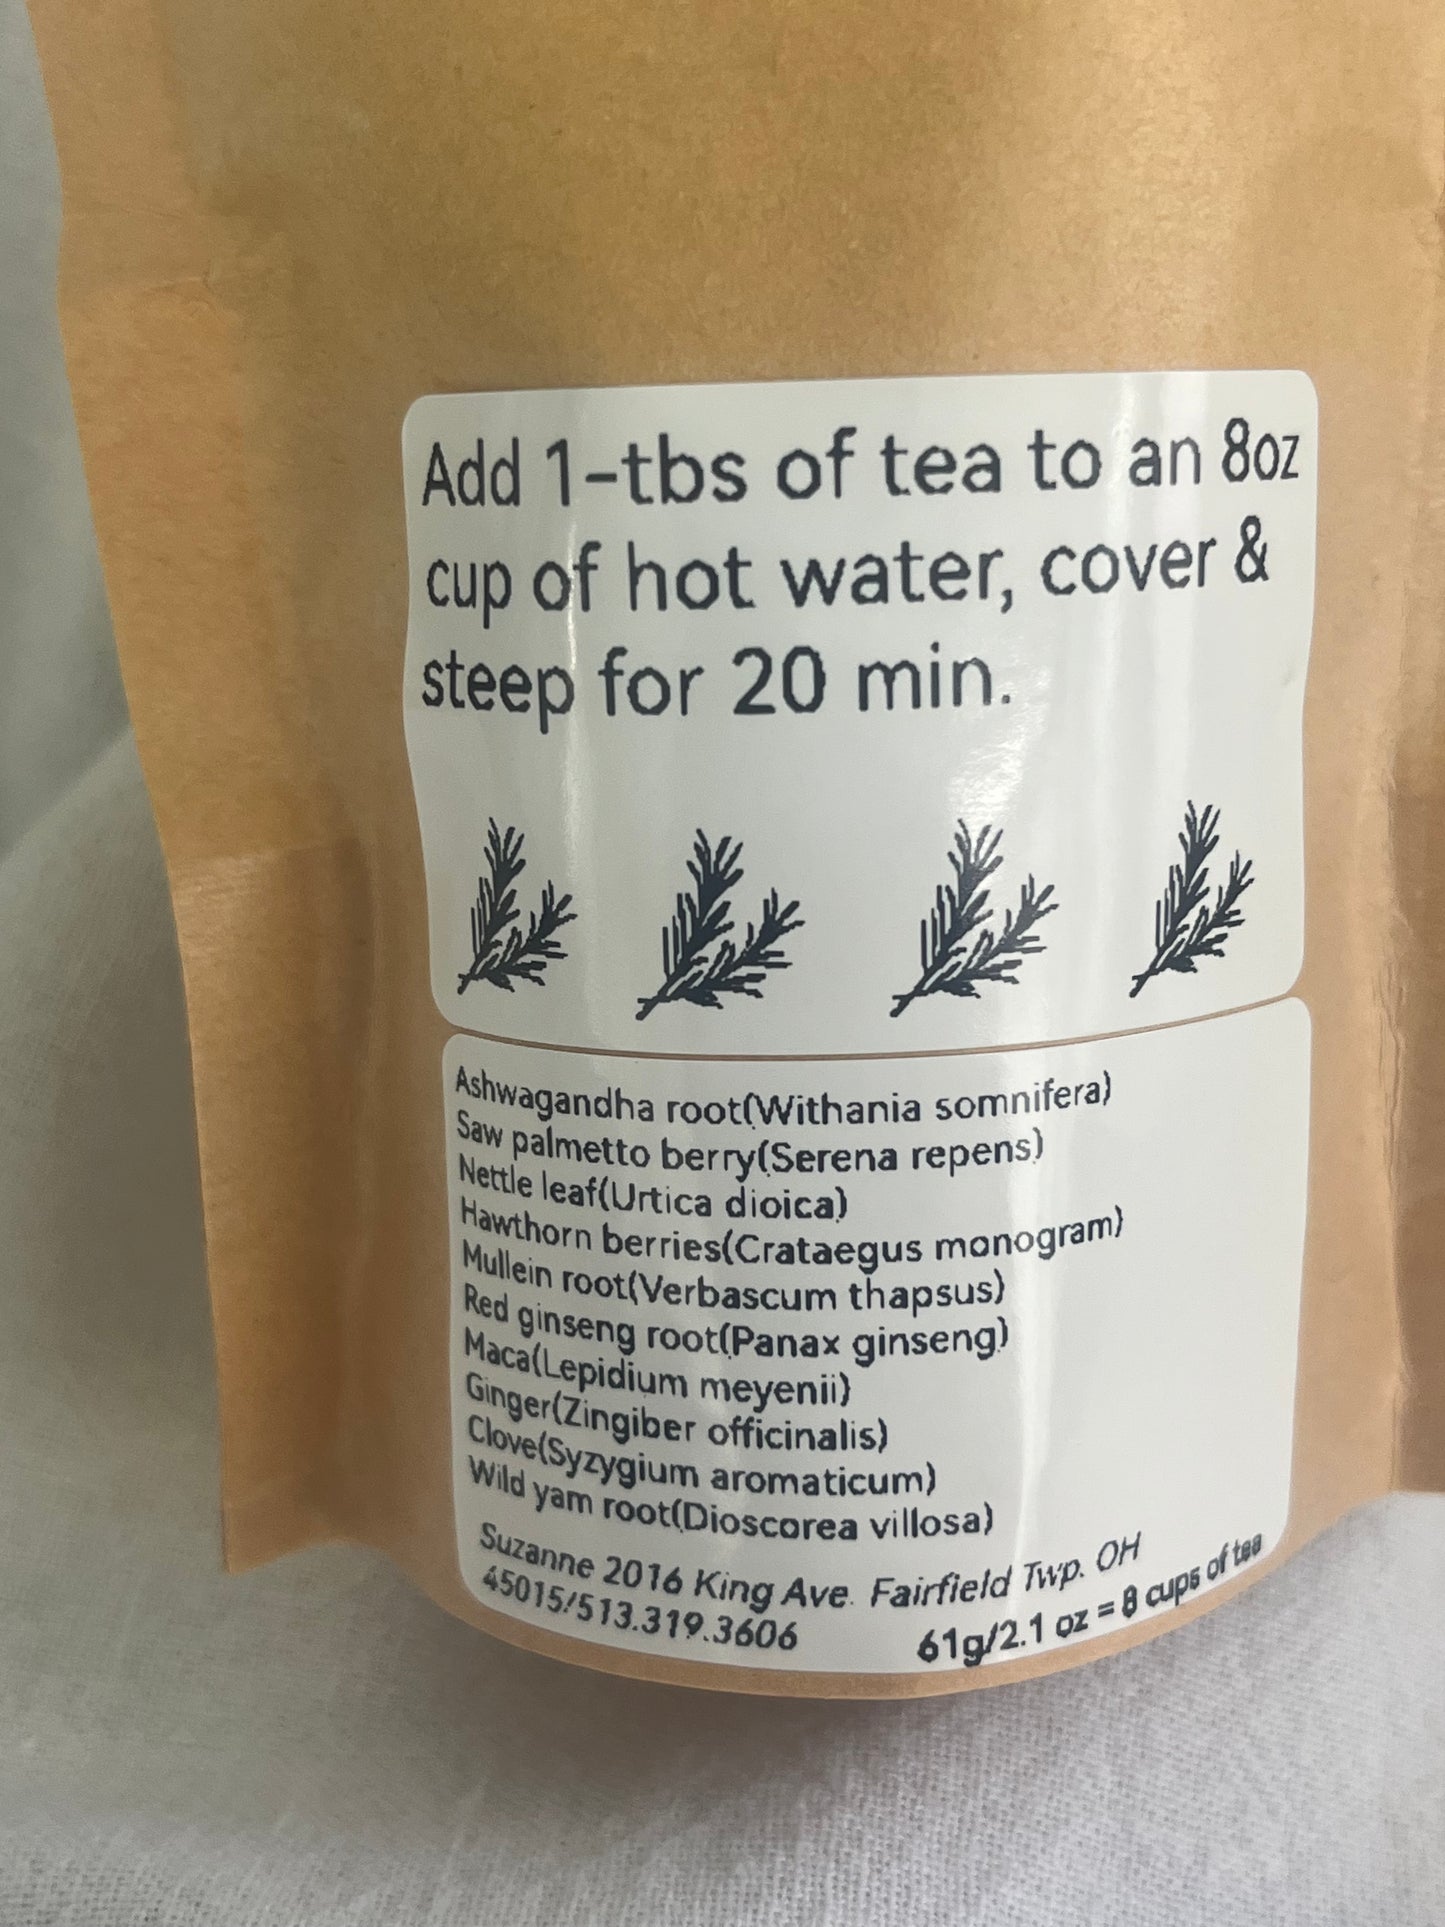 Add 1-tbs of tea to an 8oz
cup of hot water, cover &
steep for 20 min.
Ashwagandha root(Withania somnifera)
Saw palmetto berry(Serena repens)
Nettle leaf(Urtica dioica)
Hawthorn berries(Crataegus monogram)
Mullein root(Verbascum thapsus)
Red ginseng root(Panax ginseng)
Maca(Lepidium meyenii)
Ginger(Zingiber officinalis)
Clove(Syzygium aromaticum)
Wild yam root(Dioscorea villosa)
Suzanne 2016 King Ave. Fairfield Twp. OH
45015/513.319.3606
61g/2.1 oz = 8 cups of tea